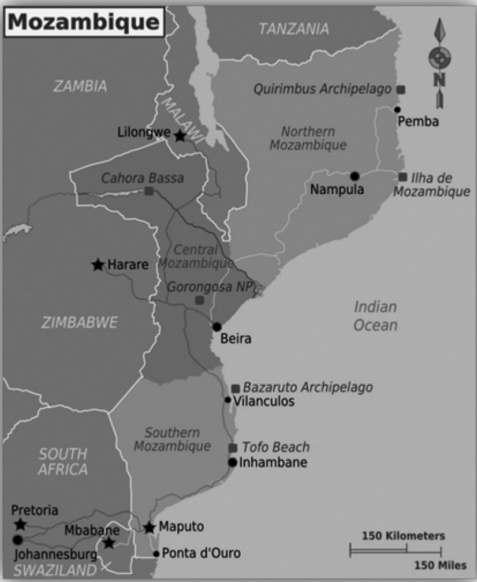 Mozambique
TANZANIA
ZAMBIA
Quirimbus Archipelago
N
MALAWI
Pemba
Lilongwe
Northern
Mozambique
Cahora Bassa
Nampula
Ilha de
Mozambique
Central
Mozambique
Harare
Gorongosa NP
Indian
Ocean
ZIMBABWE
Beira
Bazaruto Archipelago
Vilanculos
Southern
Mozambique
Tofo Beach
SOUTH
AFRICA
Inhambane
Pretoria
Mbabane
Maputo
150 Kilometers
Johannesburg
Ponta d'Ouro
SWAZILAND
150 Miles